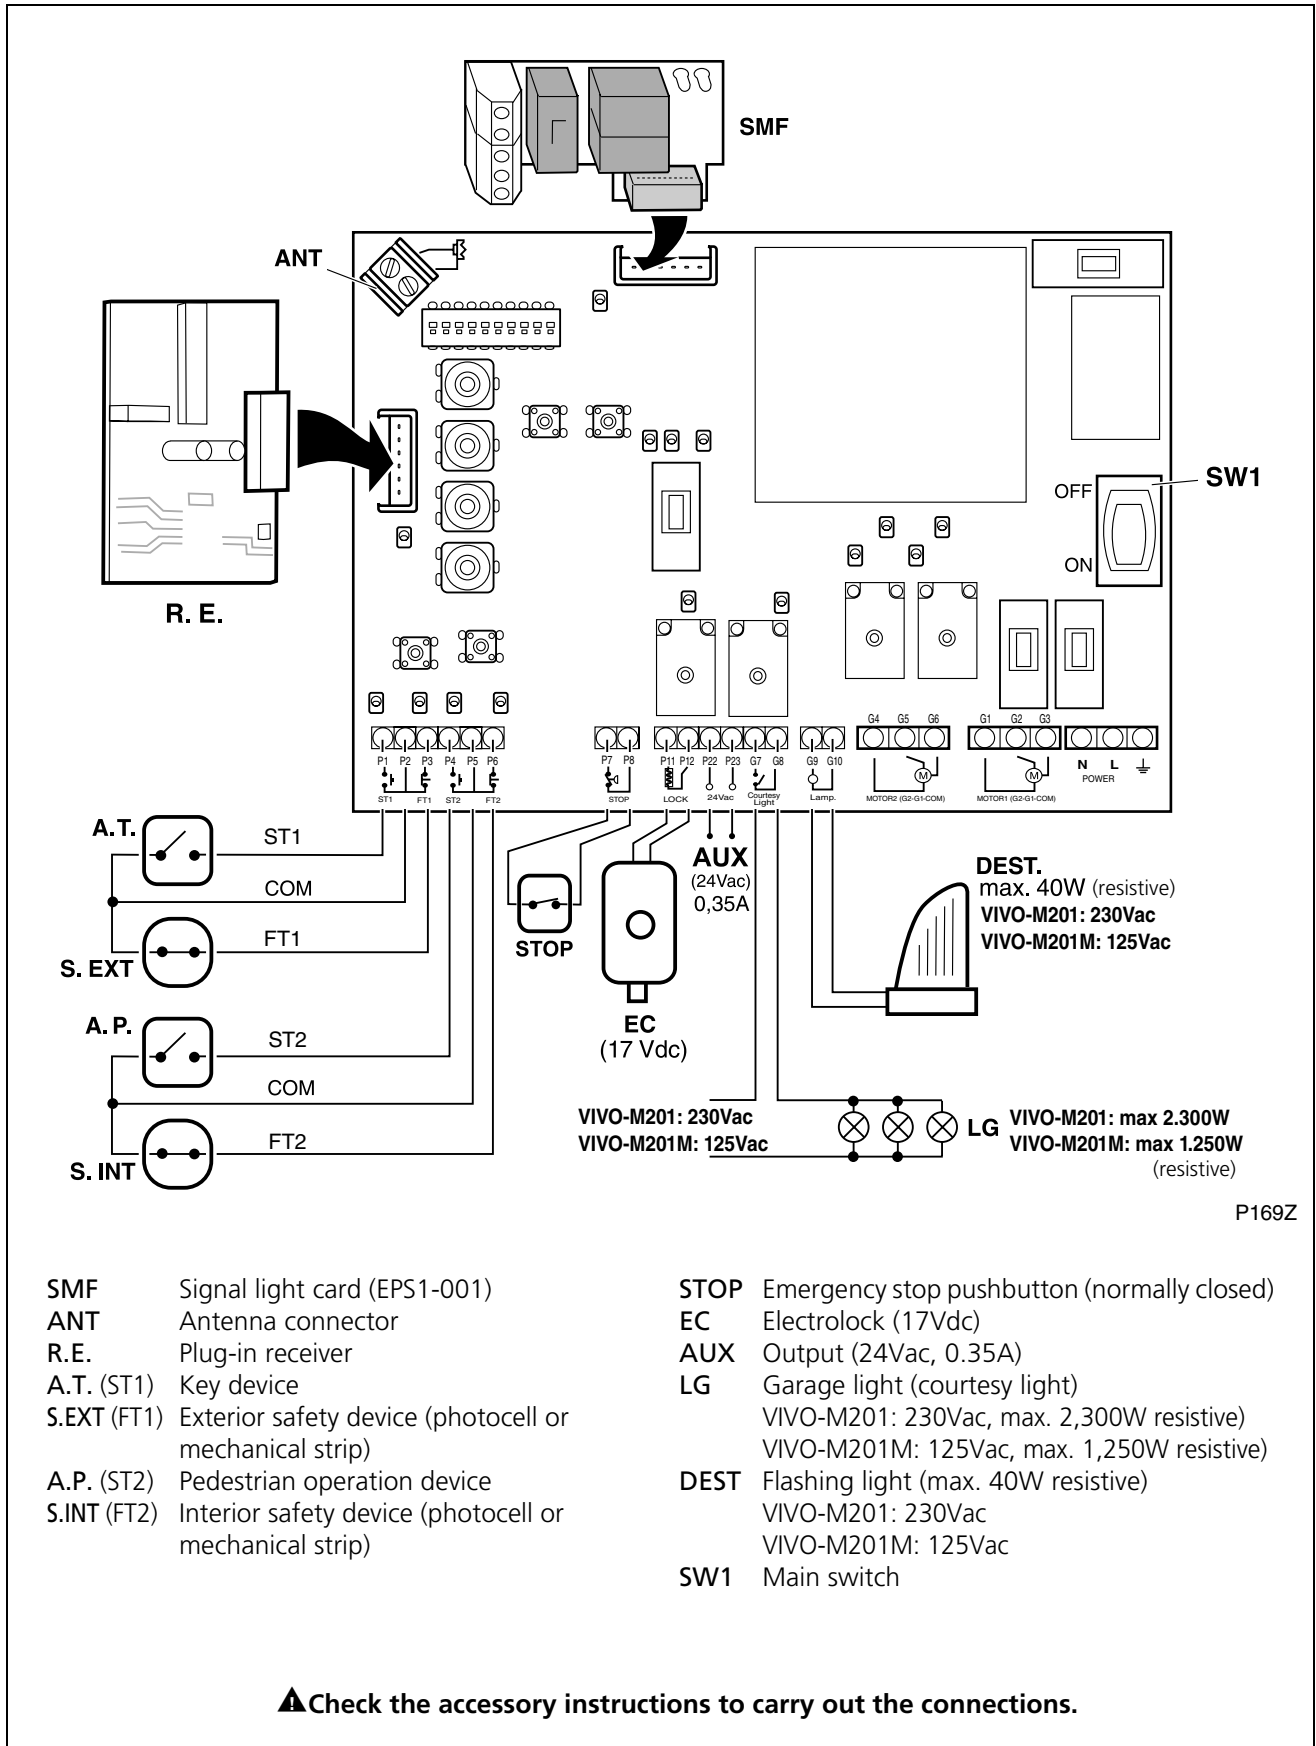 SMF
ANT
OFF
SW1
ON
R. E.
G4 G5 G6 G1 G2 G3
P1 P2 P3 P4 P5 P6 P7 P8 P11 P12 P22 P23 G7 G8 G9 G10
M M
N L
POWER
ST1 FT1 ST2 FT2 STOP LOCK 24Vac Courtesy Light Lamp. MOTOR2 (G2-G1-COM) MOTOR1 (G2-G1-COM)
A.T.
ST1
COM
FT1
S. EXT
A. P.
ST2
COM
FT2
S. INT
STOP
EC
(17 Vdc)
AUX
(24Vac)
0,35A
DEST.
max. 40W (resistive)
VIVO-M201: 230Vac
VIVO-M201M: 125Vac
VIVO-M201: 230Vac
VIVO-M201M: 125Vac
LG
VIVO-M201: max 2.300W
VIVO-M201M: max 1.250W
(resistive)
P169Z
SMF Signal light card (EPS1-001)
ANT Antenna connector
R.E. Plug-in receiver
A.T. (ST1) Key device
S.EXT (FT1) Exterior safety device (photocell or
mechanical strip)
A.P. (ST2) Pedestrian operation device
S.INT (FT2) Interior safety device (photocell or
mechanical strip)
STOP Emergency stop pushbutton (normally closed)
EC Electrolock (17Vdc)
AUX Output (24Vac, 0.35A)
LG Garage light (courtesy light)
VIVO-M201: 230Vac, max. 2,300W resistive)
VIVO-M201M: 125Vac, max. 1,250W resistive)
DEST Flashing light (max. 40W resistive)
VIVO-M201: 230Vac
VIVO-M201M: 125Vac
SW1 Main switch
Check the accessory instructions to carry out the connections.